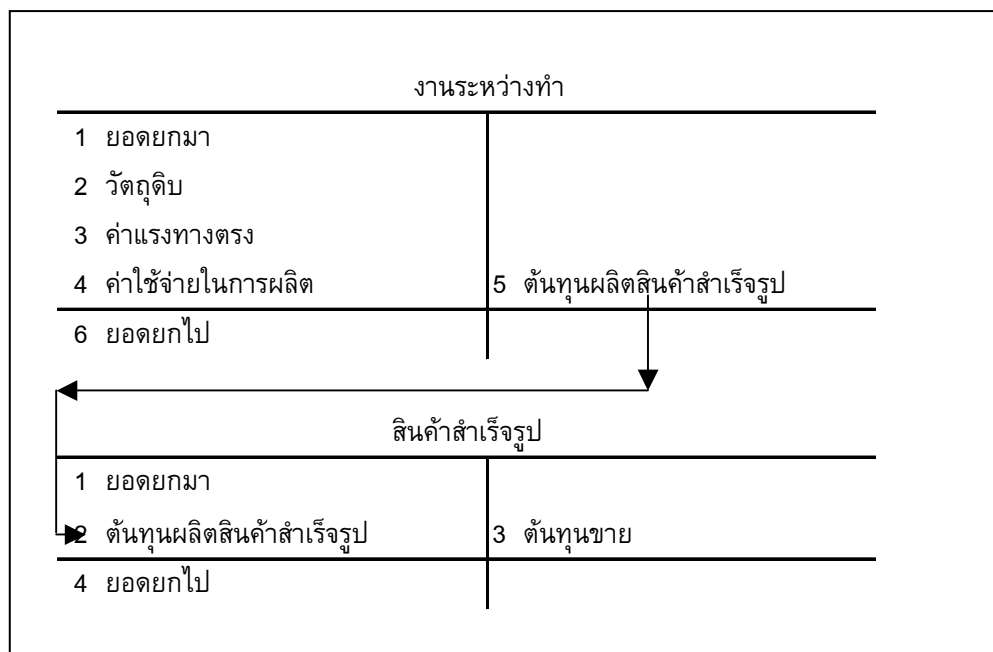 งานระหว่างทำ
1 ยอดยกมา
2 วัตถุดิบ
3 ค่าแรงทางตรง
4 ค่าใช้จ่ายในการผลิต 5 ต้นทุนผลิตสินค้าสำเร็จรูป
6 ยอดยกไป
สินค้าสำเร็จรูป
1 ยอดยกมา
2 ต้นทุนผลิตสินค้าสำเร็จรูป 3 ต้นทุนขาย
4 ยอดยกไป